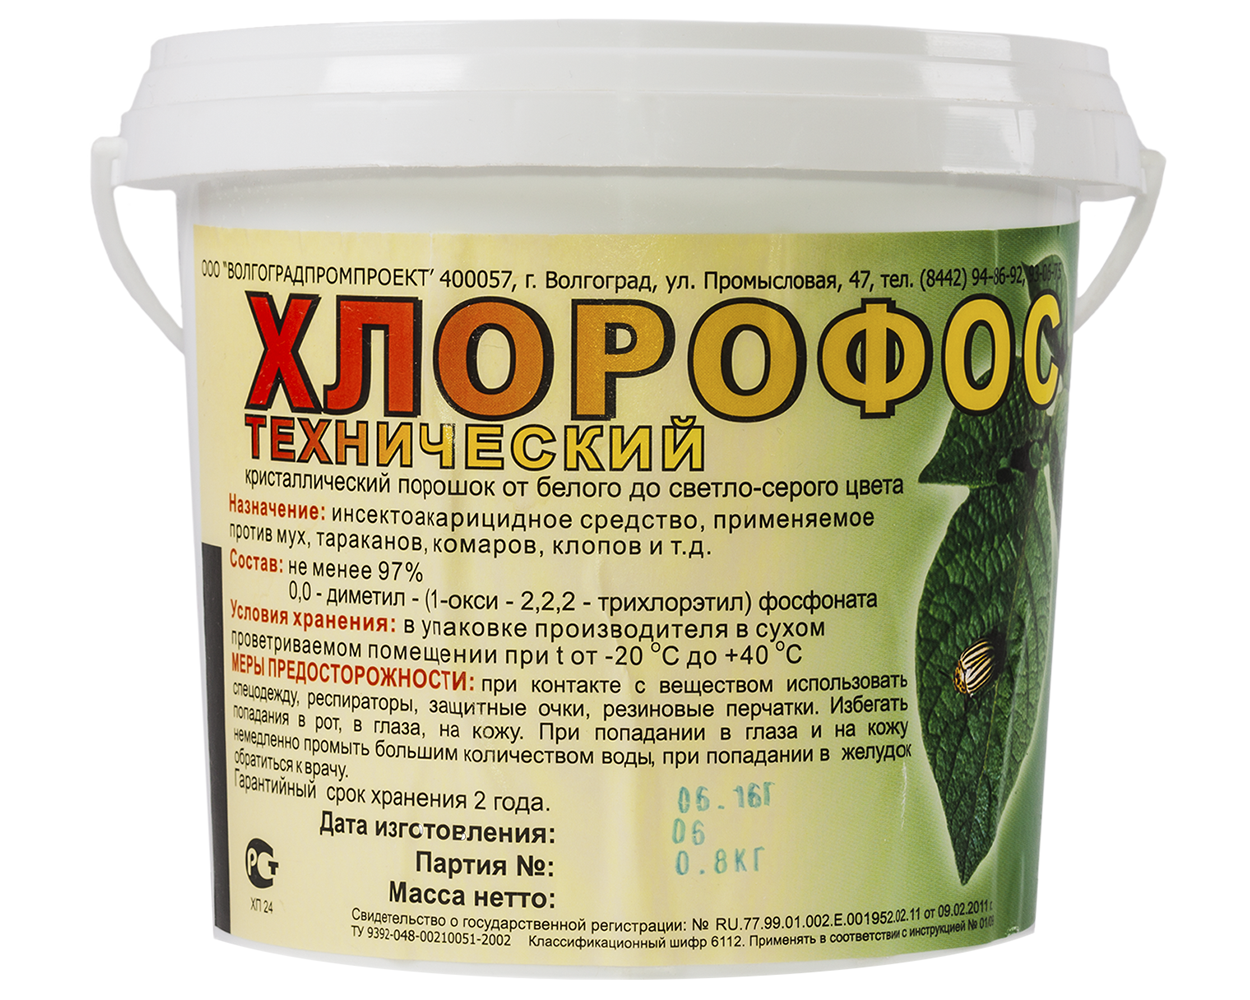 ООО "ВОЛГОГРАДПРОМПРОЕКТ" 400057, г. Волгоград, ул. Промысловая, 47, тел. (8442) 94-86-92,
ХЛОРОФОС
ТЕХНИЧЕСКИЙ
кристаллический порошок от белого до светло-серого цвета
Назначение: инсектоакарицидное средство, применяемое
против мух, тараканов, комаров, клопов и т.д.
Состав: не менее 97%
0,0 - диметил - (1-окси - 2,2,2 - трихлорэтил) фосфоната
Условия хранения: в упаковке производителя в сухом
проветриваемом помещении при t от -20 °C до +40 °C
МЕРЫ ПРЕДОСТОРОЖНОСТИ: при контакте с веществом использовать
спецодежду, респираторы, защитные очки, резиновые перчатки. Избегать
попадания в рот, в глаза, на кожу. При попадании в глаза и на кожу
немедленно промыть большим количеством воды, при попадании в желудок
обратиться к врачу.
Гарантийный срок хранения 2 года.
Дата изготовления: 06.16г
Партия №: 06
Масса нетто: 0.8кг
РСТ
ХП 24
Свидетельство о государственной регистрации: № RU.77.99.01.002.E.001952.02.11 от 09.02.2011 г.
ТУ 9392-048-00210051-2002 Классификационный шифр 6112. Применять в соответствии с инструкцией №